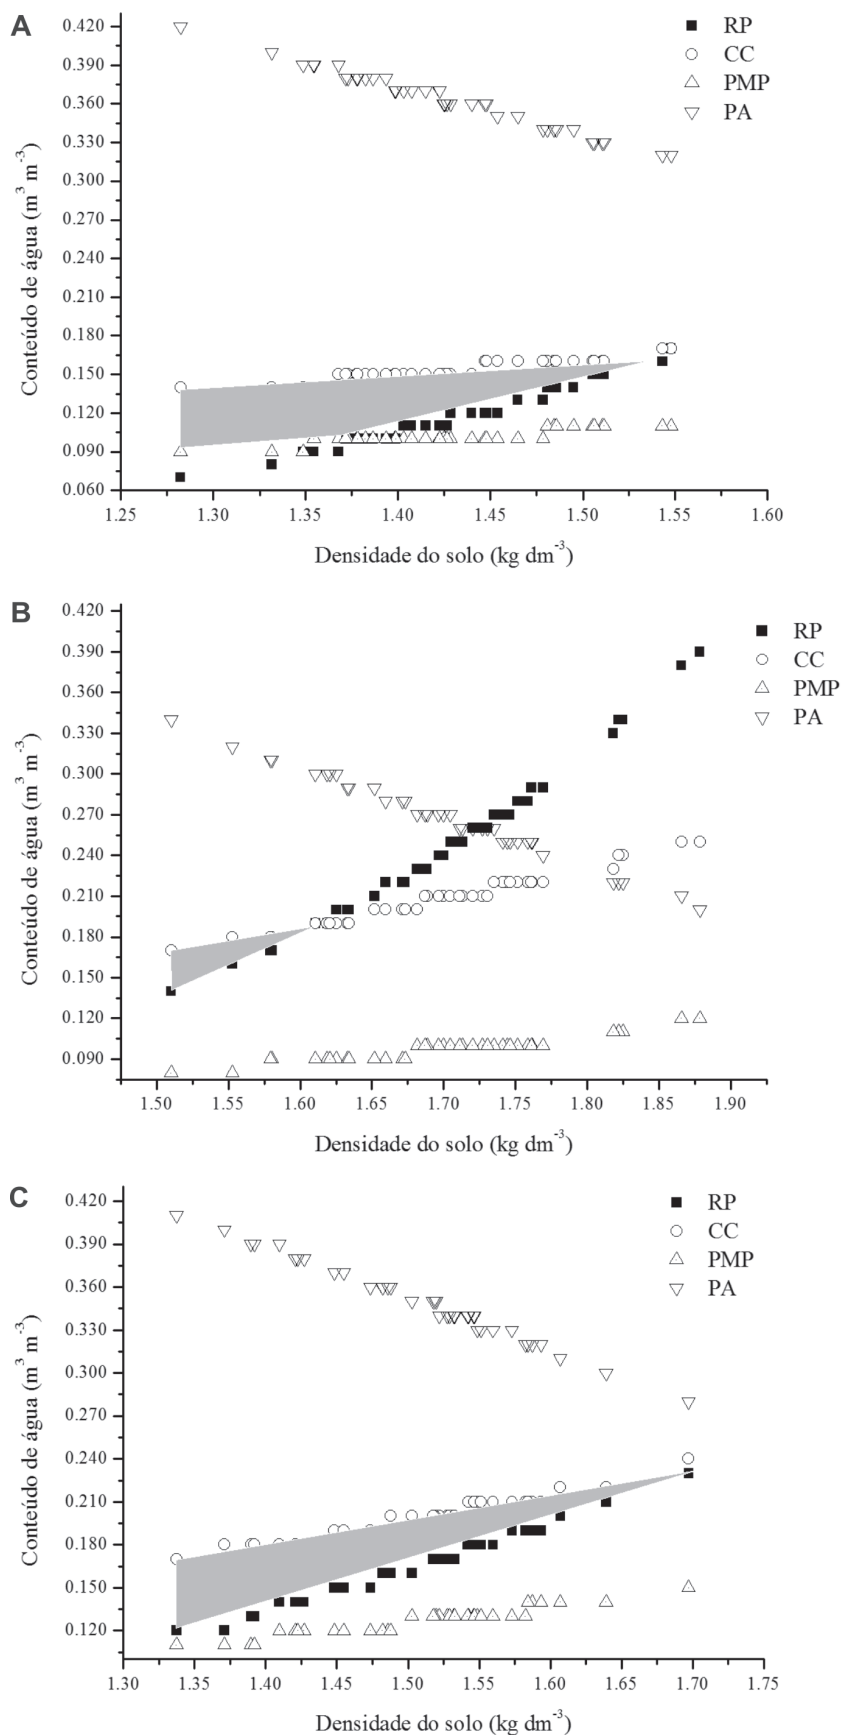 A
RP
CC
PMP
PA
Conteúdo de água (m³ m⁻³)
0.420
0.390
0.360
0.330
0.300
0.270
0.240
0.210
0.180
0.150
0.120
0.090
0.060
1.25 1.30 1.35 1.40 1.45 1.50 1.55 1.60
Densidade do solo (kg dm⁻³)
B
RP
CC
PMP
PA
Conteúdo de água (m³ m⁻³)
0.420
0.390
0.360
0.330
0.300
0.270
0.240
0.210
0.180
0.150
0.120
0.090
1.50 1.55 1.60 1.65 1.70 1.75 1.80 1.85 1.90
Densidade do solo (kg dm⁻³)
C
RP
CC
PMP
PA
Conteúdo de água (m³ m⁻³)
0.420
0.390
0.360
0.330
0.300
0.270
0.240
0.210
0.180
0.150
0.120
1.30 1.35 1.40 1.45 1.50 1.55 1.60 1.65 1.70 1.75
Densidade do solo (kg dm⁻³)